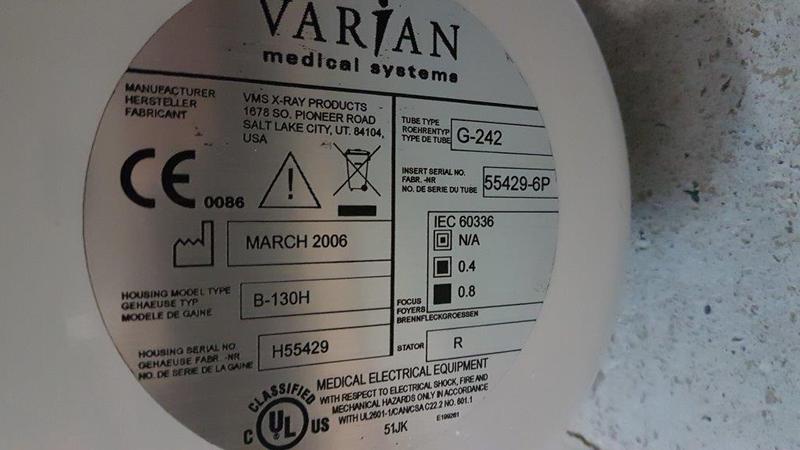 VARIAN
medical systems
MANUFACTURER
HERSTELLER
FABRICANT
VMS X-RAY PRODUCTS
1678 SO. PIONEER ROAD
SALT LAKE CITY, UT. 84104,
USA
CE 0086
MARCH 2006
HOUSING MODEL TYPE
GEHAEUSE TYP
MODELE DE GAINE
B-130H
HOUSING SERIAL NO.
GEHAEUSE FABR. -NR
NO. DE SERIE DE LA GAINE
H55429
TUBE TYPE
ROEHRENTYP
TYPE DE TUBE
G-242
INSERT SERIAL NO.
FABR. -NR
NO. DE SERIE DU TUBE
55429-6P
IEC 60336
N/A
0.4
0.8
FOCUS
FOYERS
BRENNFLECKGROESSEN
STATOR
R
CLASSIFIED
C UL US
MEDICAL ELECTRICAL EQUIPMENT
WITH RESPECT TO ELECTRICAL SHOCK, FIRE AND
MECHANICAL HAZARDS ONLY IN ACCORDANCE
WITH UL2601-1/CAN/CSA C22.2 NO. 601.1
51JK
E199261